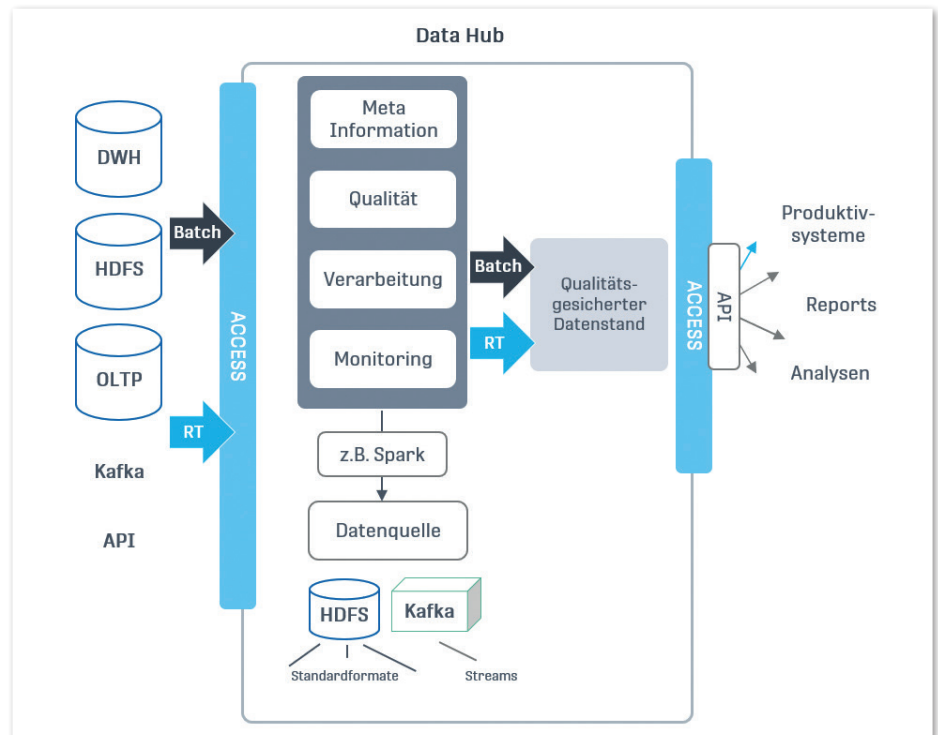 Data Hub
DWH
HDFS
OLTP
Kafka
API
Batch
RT
ACCESS
Meta
Information
Qualität
Verarbeitung
Monitoring
z.B. Spark
Datenquelle
HDFS
Kafka
Standardformate
Streams
Batch
RT
Qualitäts-
gesicherter
Datenstand
ACCESS
API
Produktiv-
systeme
Reports
Analysen